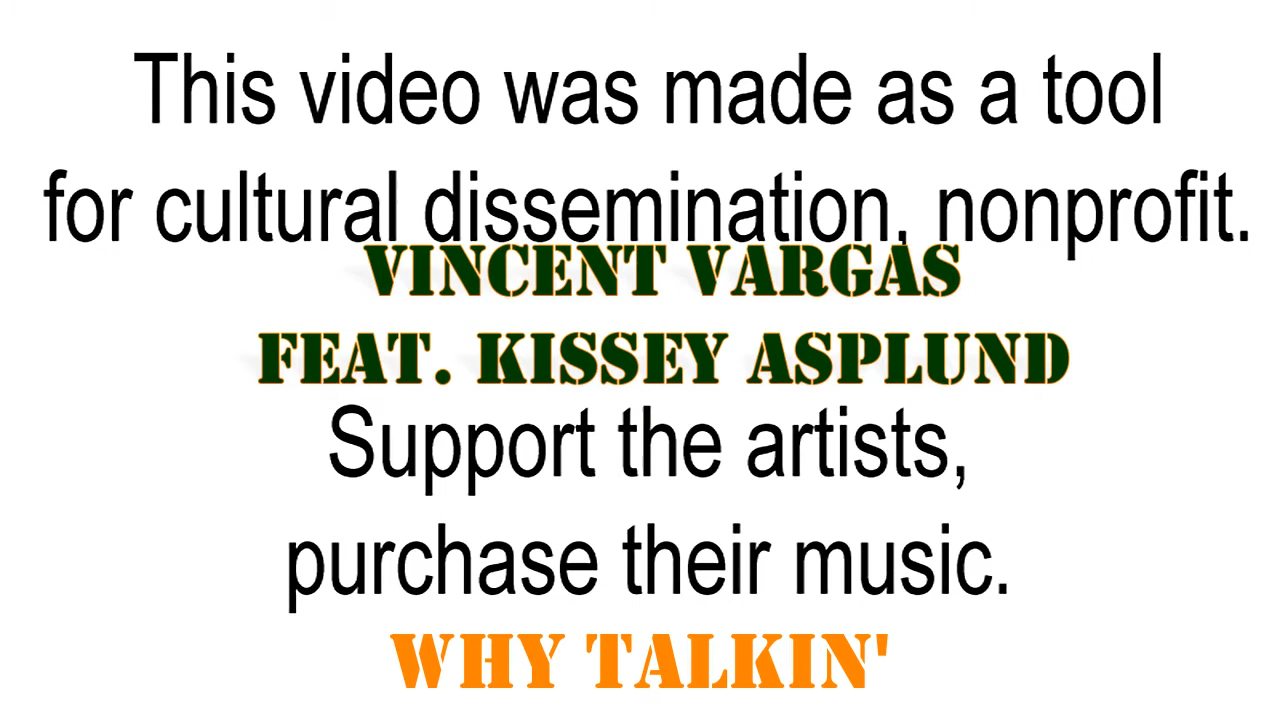 This video was made as a tool
for cultural dissemination, nonprofit.
VINCENT VARGAS
FEAT. KISSEY ASPLUND
Support the artists,
purchase their music.
WHY TALKIN'